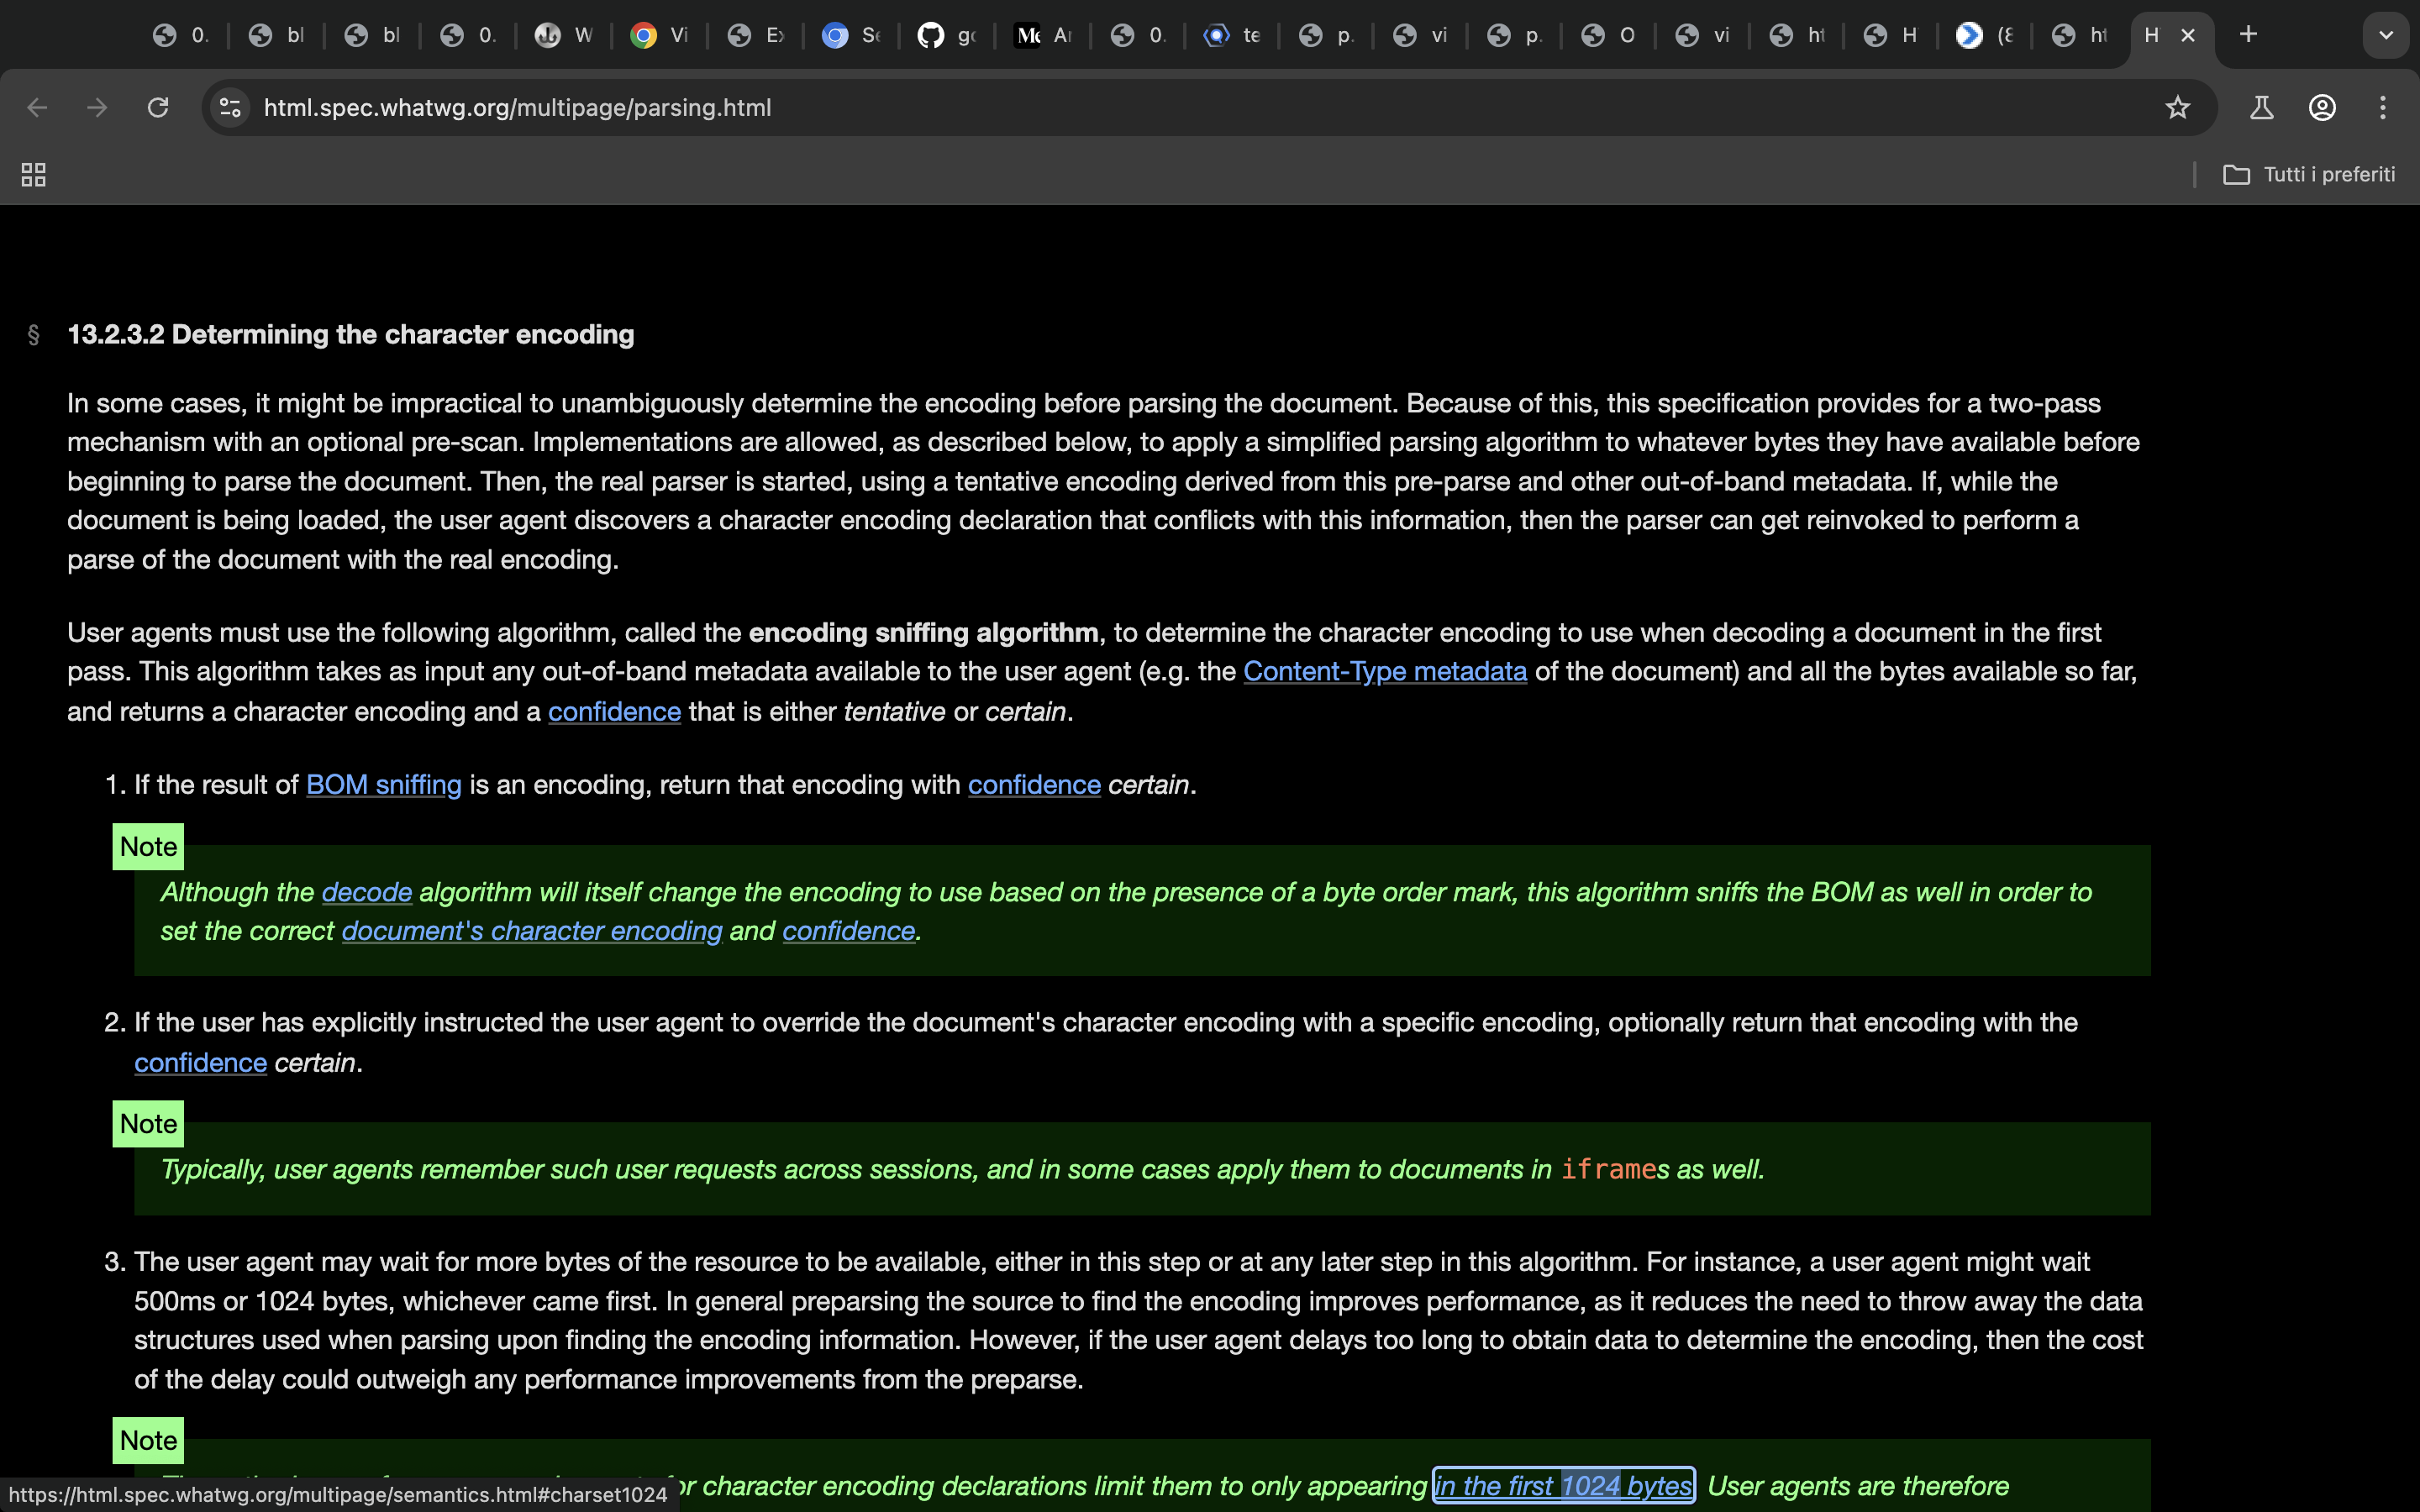 0. bl bl 0. W Vi E Se gc Me Ar 0. te p. vi p. O vi ht H (8 ht H
html.spec.whatwg.org/multipage/parsing.html
Tutti i preferiti
§ 13.2.3.2 Determining the character encoding
In some cases, it might be impractical to unambiguously determine the encoding before parsing the document. Because of this, this specification provides for a two-pass
mechanism with an optional pre-scan. Implementations are allowed, as described below, to apply a simplified parsing algorithm to whatever bytes they have available before
beginning to parse the document. Then, the real parser is started, using a tentative encoding derived from this pre-parse and other out-of-band metadata. If, while the
document is being loaded, the user agent discovers a character encoding declaration that conflicts with this information, then the parser can get reinvoked to perform a
parse of the document with the real encoding.
User agents must use the following algorithm, called the encoding sniffing algorithm, to determine the character encoding to use when decoding a document in the first
pass. This algorithm takes as input any out-of-band metadata available to the user agent (e.g. the Content-Type metadata of the document) and all the bytes available so far,
and returns a character encoding and a confidence that is either tentative or certain.
1. If the result of BOM sniffing is an encoding, return that encoding with confidence certain.
Note
Although the decode algorithm will itself change the encoding to use based on the presence of a byte order mark, this algorithm sniffs the BOM as well in order to
set the correct document's character encoding and confidence.
2. If the user has explicitly instructed the user agent to override the document's character encoding with a specific encoding, optionally return that encoding with the
confidence certain.
Note
Typically, user agents remember such user requests across sessions, and in some cases apply them to documents in iframes as well.
3. The user agent may wait for more bytes of the resource to be available, either in this step or at any later step in this algorithm. For instance, a user agent might wait
500ms or 1024 bytes, whichever came first. In general preparsing the source to find the encoding improves performance, as it reduces the need to throw away the data
structures used when parsing upon finding the encoding information. However, if the user agent delays too long to obtain data to determine the encoding, then the cost
of the delay could outweigh any performance improvements from the preparse.
Note
or character encoding declarations limit them to only appearing in the first 1024 bytes. User agents are therefore
https://html.spec.whatwg.org/multipage/semantics.html#charset1024